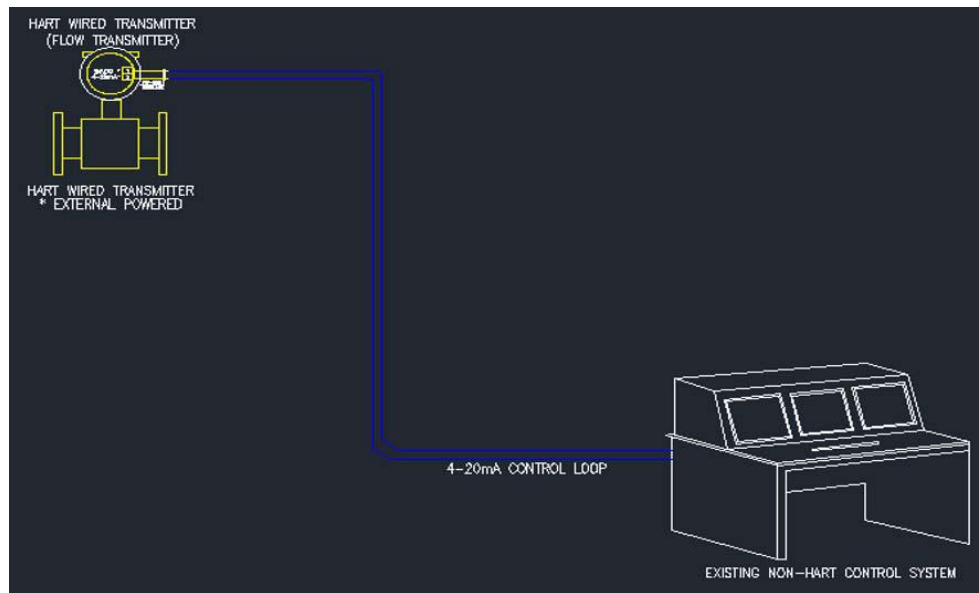 HART WIRED TRANSMITTER
(FLOW TRANSMITTER)
HART WIRED TRANSMITTER
* EXTERNAL POWERED
4-20mA CONTROL LOOP
EXISTING NON-HART CONTROL SYSTEM